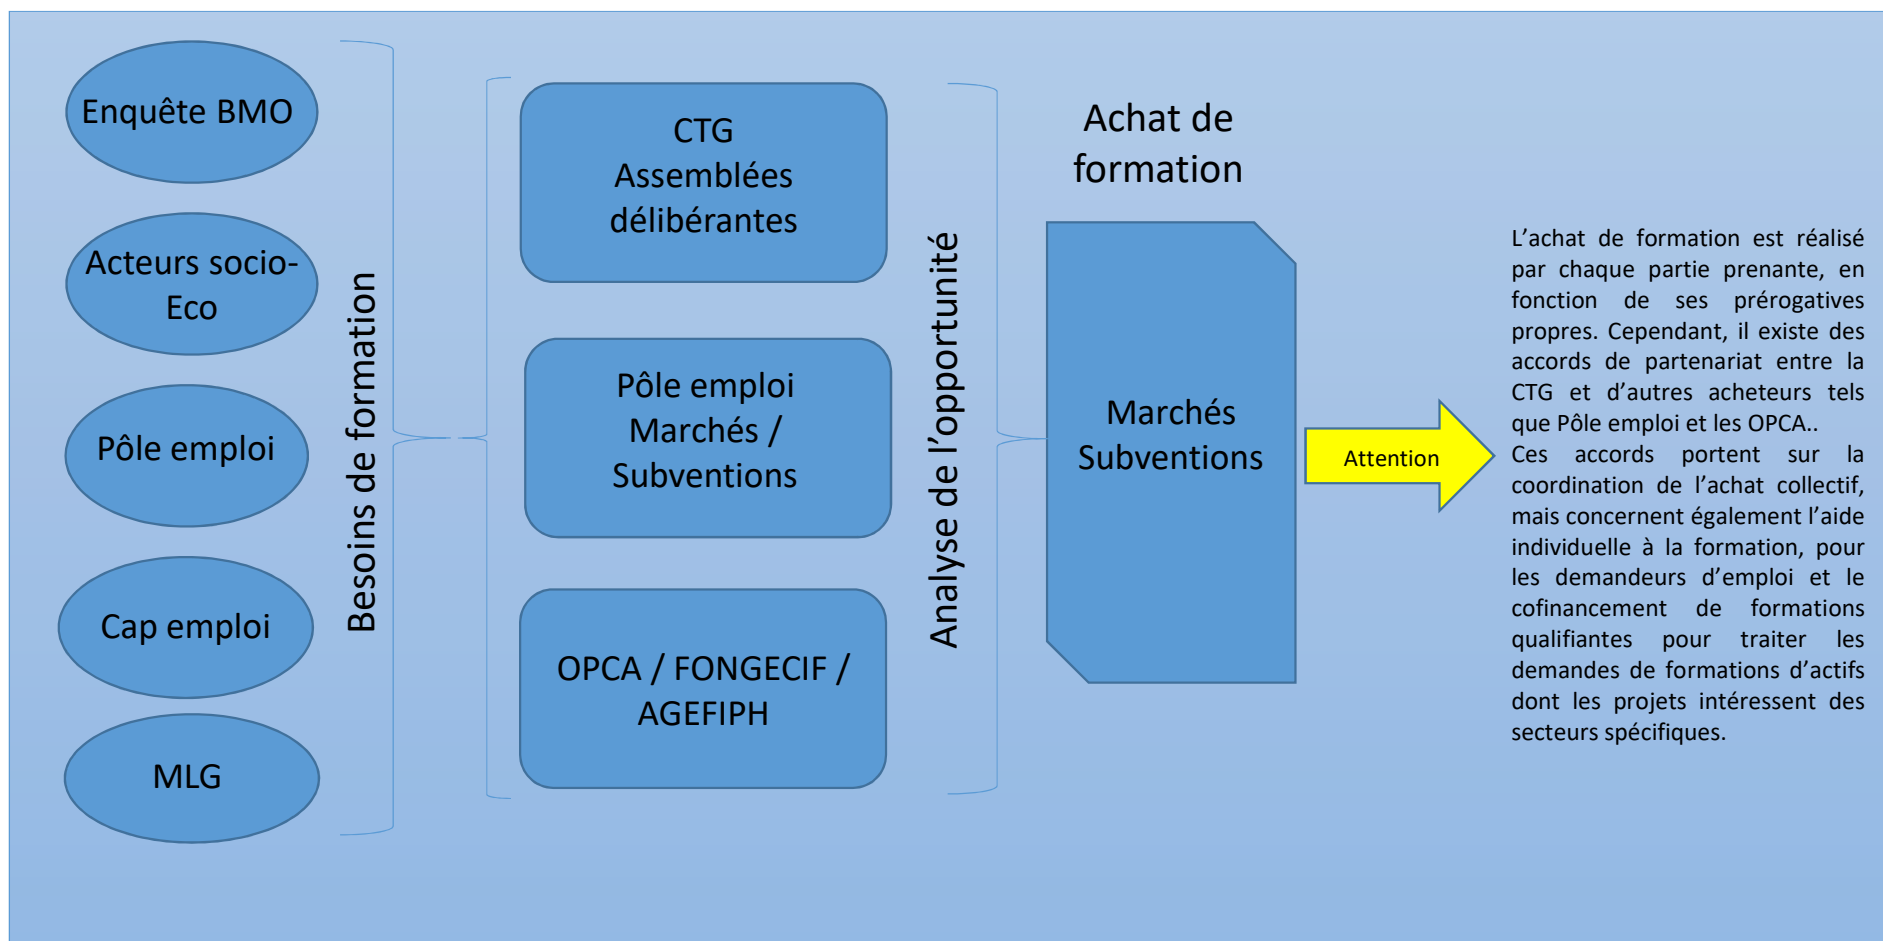 Enquête BMO
Acteurs socio-
Eco
Pôle emploi
Cap emploi
MLG
Besoins de formation
CTG
Assemblées
délibérantes
Pôle emploi
Marchés /
Subventions
OPCA / FONGECIF /
AGEFIPH
Analyse de l’opportunité
Achat de
formation
Marchés
Subventions
Attention
L’achat de formation est réalisé
par chaque partie prenante, en
fonction de ses prérogatives
propres. Cependant, il existe des
accords de partenariat entre la
CTG et d’autres acheteurs tels
que Pôle emploi et les OPCA..
Ces accords portent sur la
coordination de l’achat collectif,
mais concernent également l’aide
individuelle à la formation, pour
les demandeurs d’emploi et le
cofinancement de formations
qualifiantes pour traiter les
demandes de formations d’actifs
dont les projets intéressent des
secteurs spécifiques.